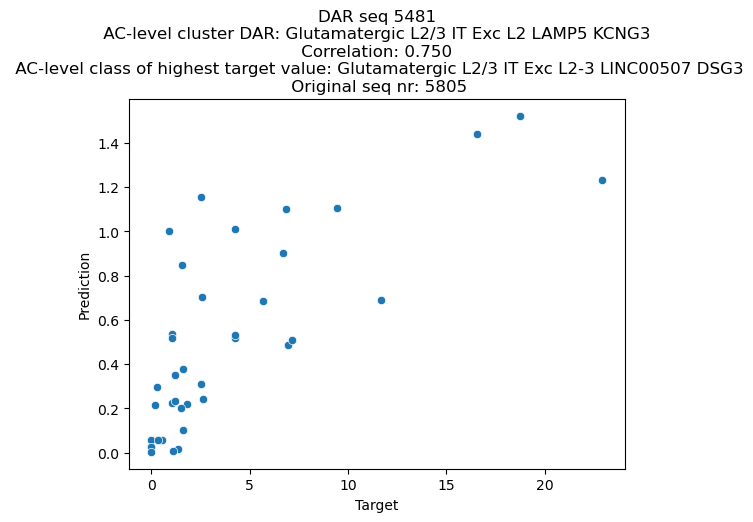 DAR seq 5481
AC-level cluster DAR: Glutamatergic L2/3 IT Exc L2 LAMP5 KCNG3
Correlation: 0.750
AC-level class of highest target value: Glutamatergic L2/3 IT Exc L2-3 LINC00507 DSG3
Original seq nr: 5805
1.4
1.2
1.0
0.8
0.6
0.4
0.2
0.0
Prediction
0 5 10 15 20
Target